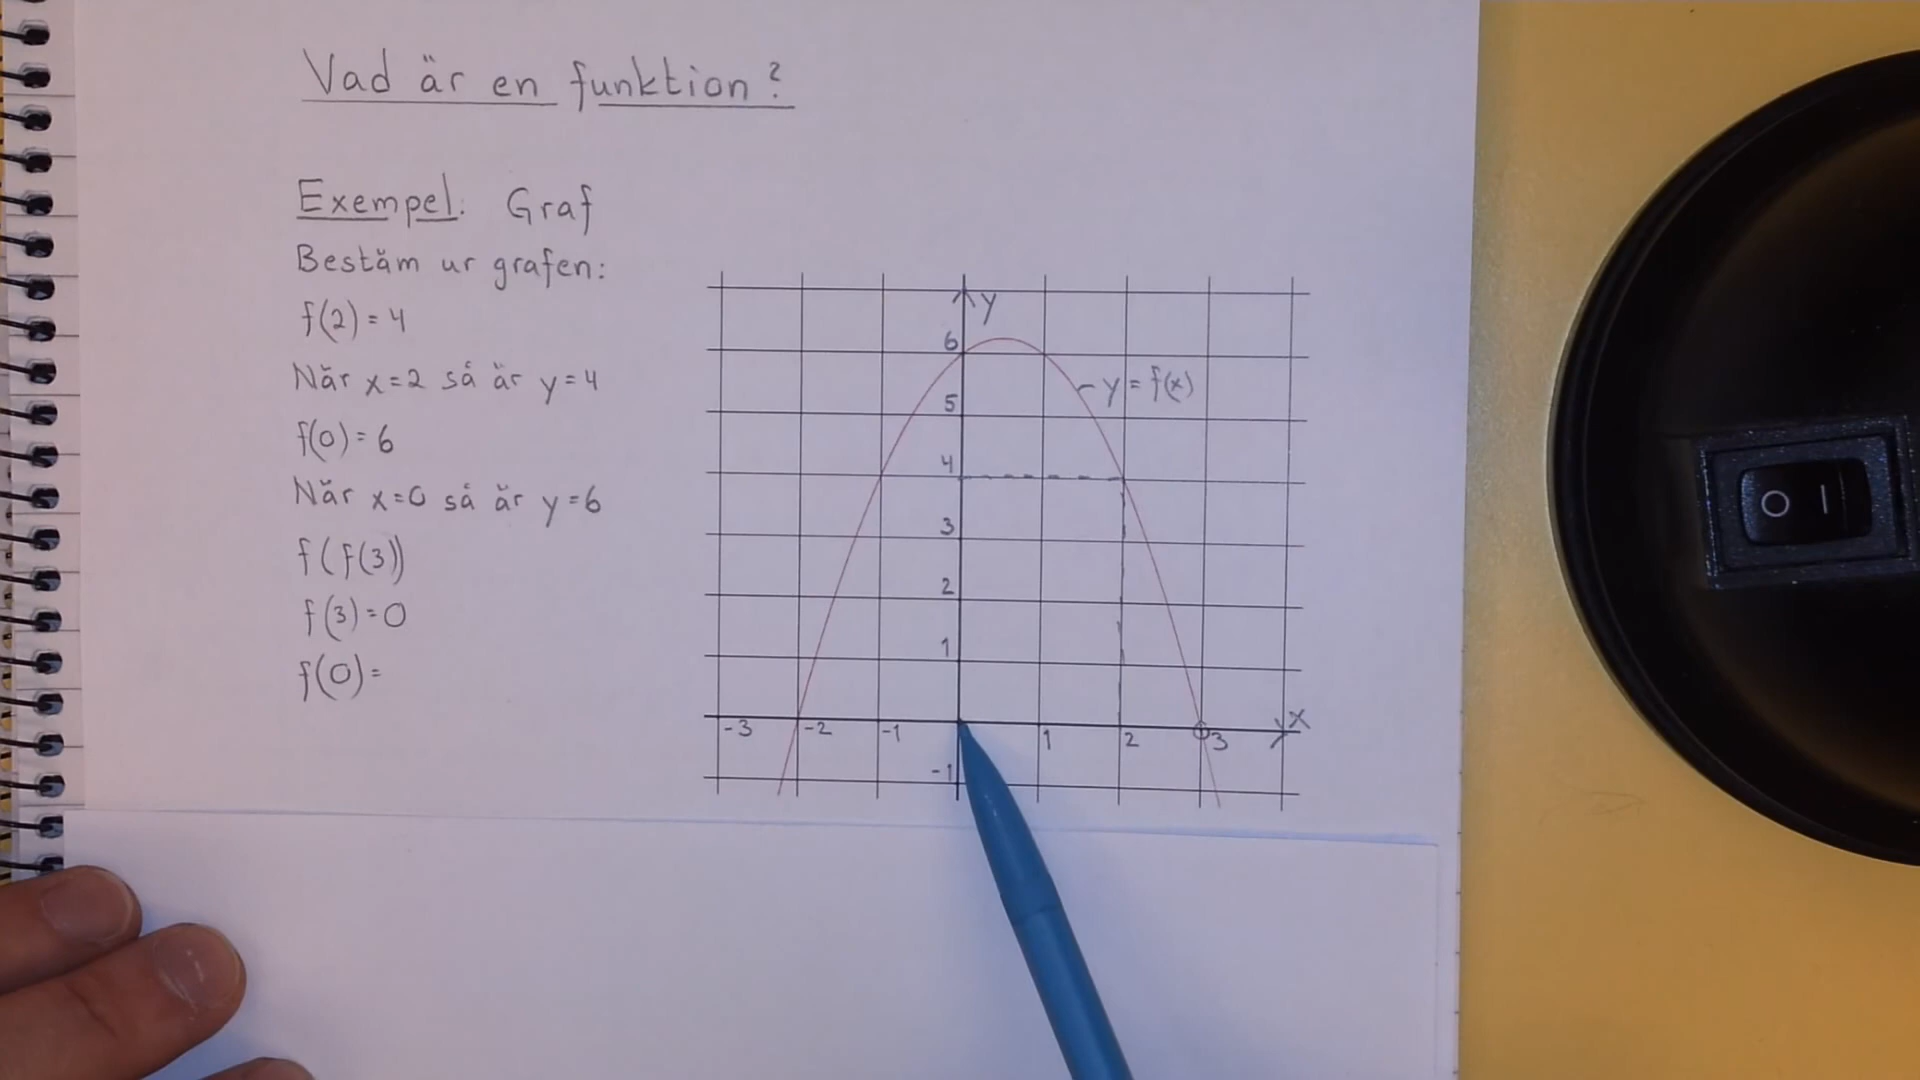 Vad är en funktion?
Exempel: Graf
Bestäm ur grafen:
f(2) = 4
När x=2 så är y=4
f(0) = 6
När x=0 så är y=6
f(f(3))
f(3)=0
f(0)=
y
6
y = f(x)
5
4
3
2
1
-3 -2 -1 1 2 3 x
-1
O I